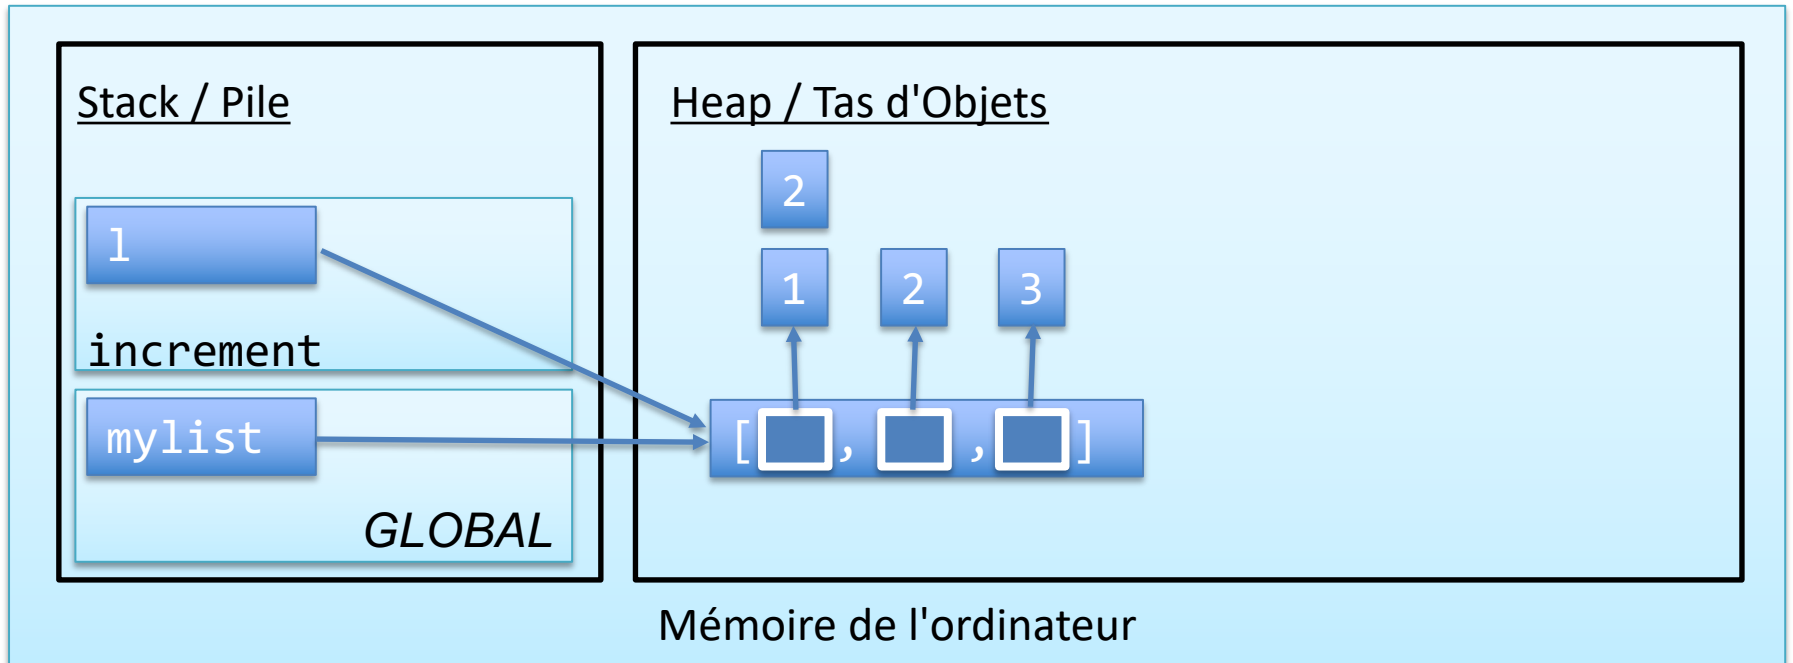 Stack / Pile
l
increment
mylist
GLOBAL
Heap / Tas d'Objets
2
1 2 3
[ , , ]
Mémoire de l'ordinateur